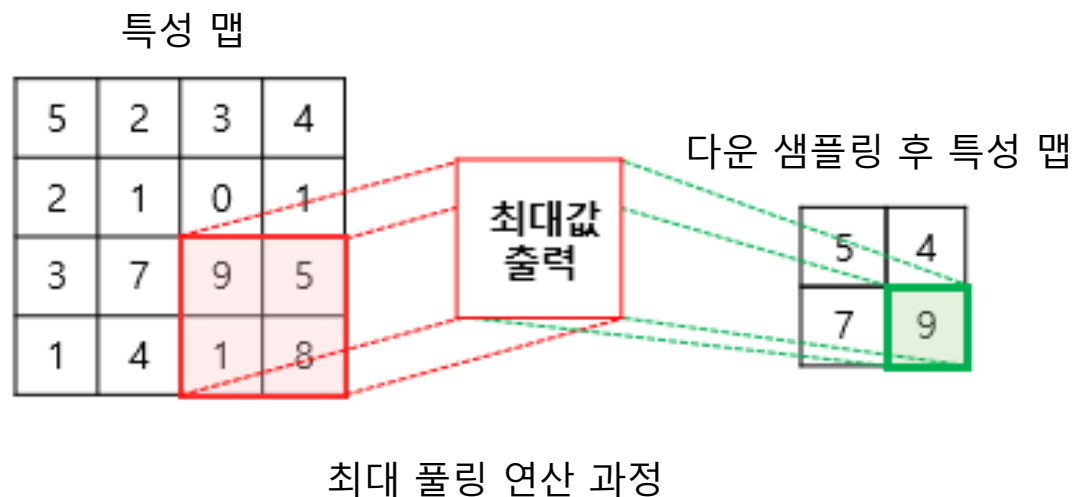 특성 맵
5 2 3 4
2 1 0 1
3 7 9 5
1 4 1 8
최대값
출력
다운 샘플링 후 특성 맵
5 4
7 9
최대 풀링 연산 과정